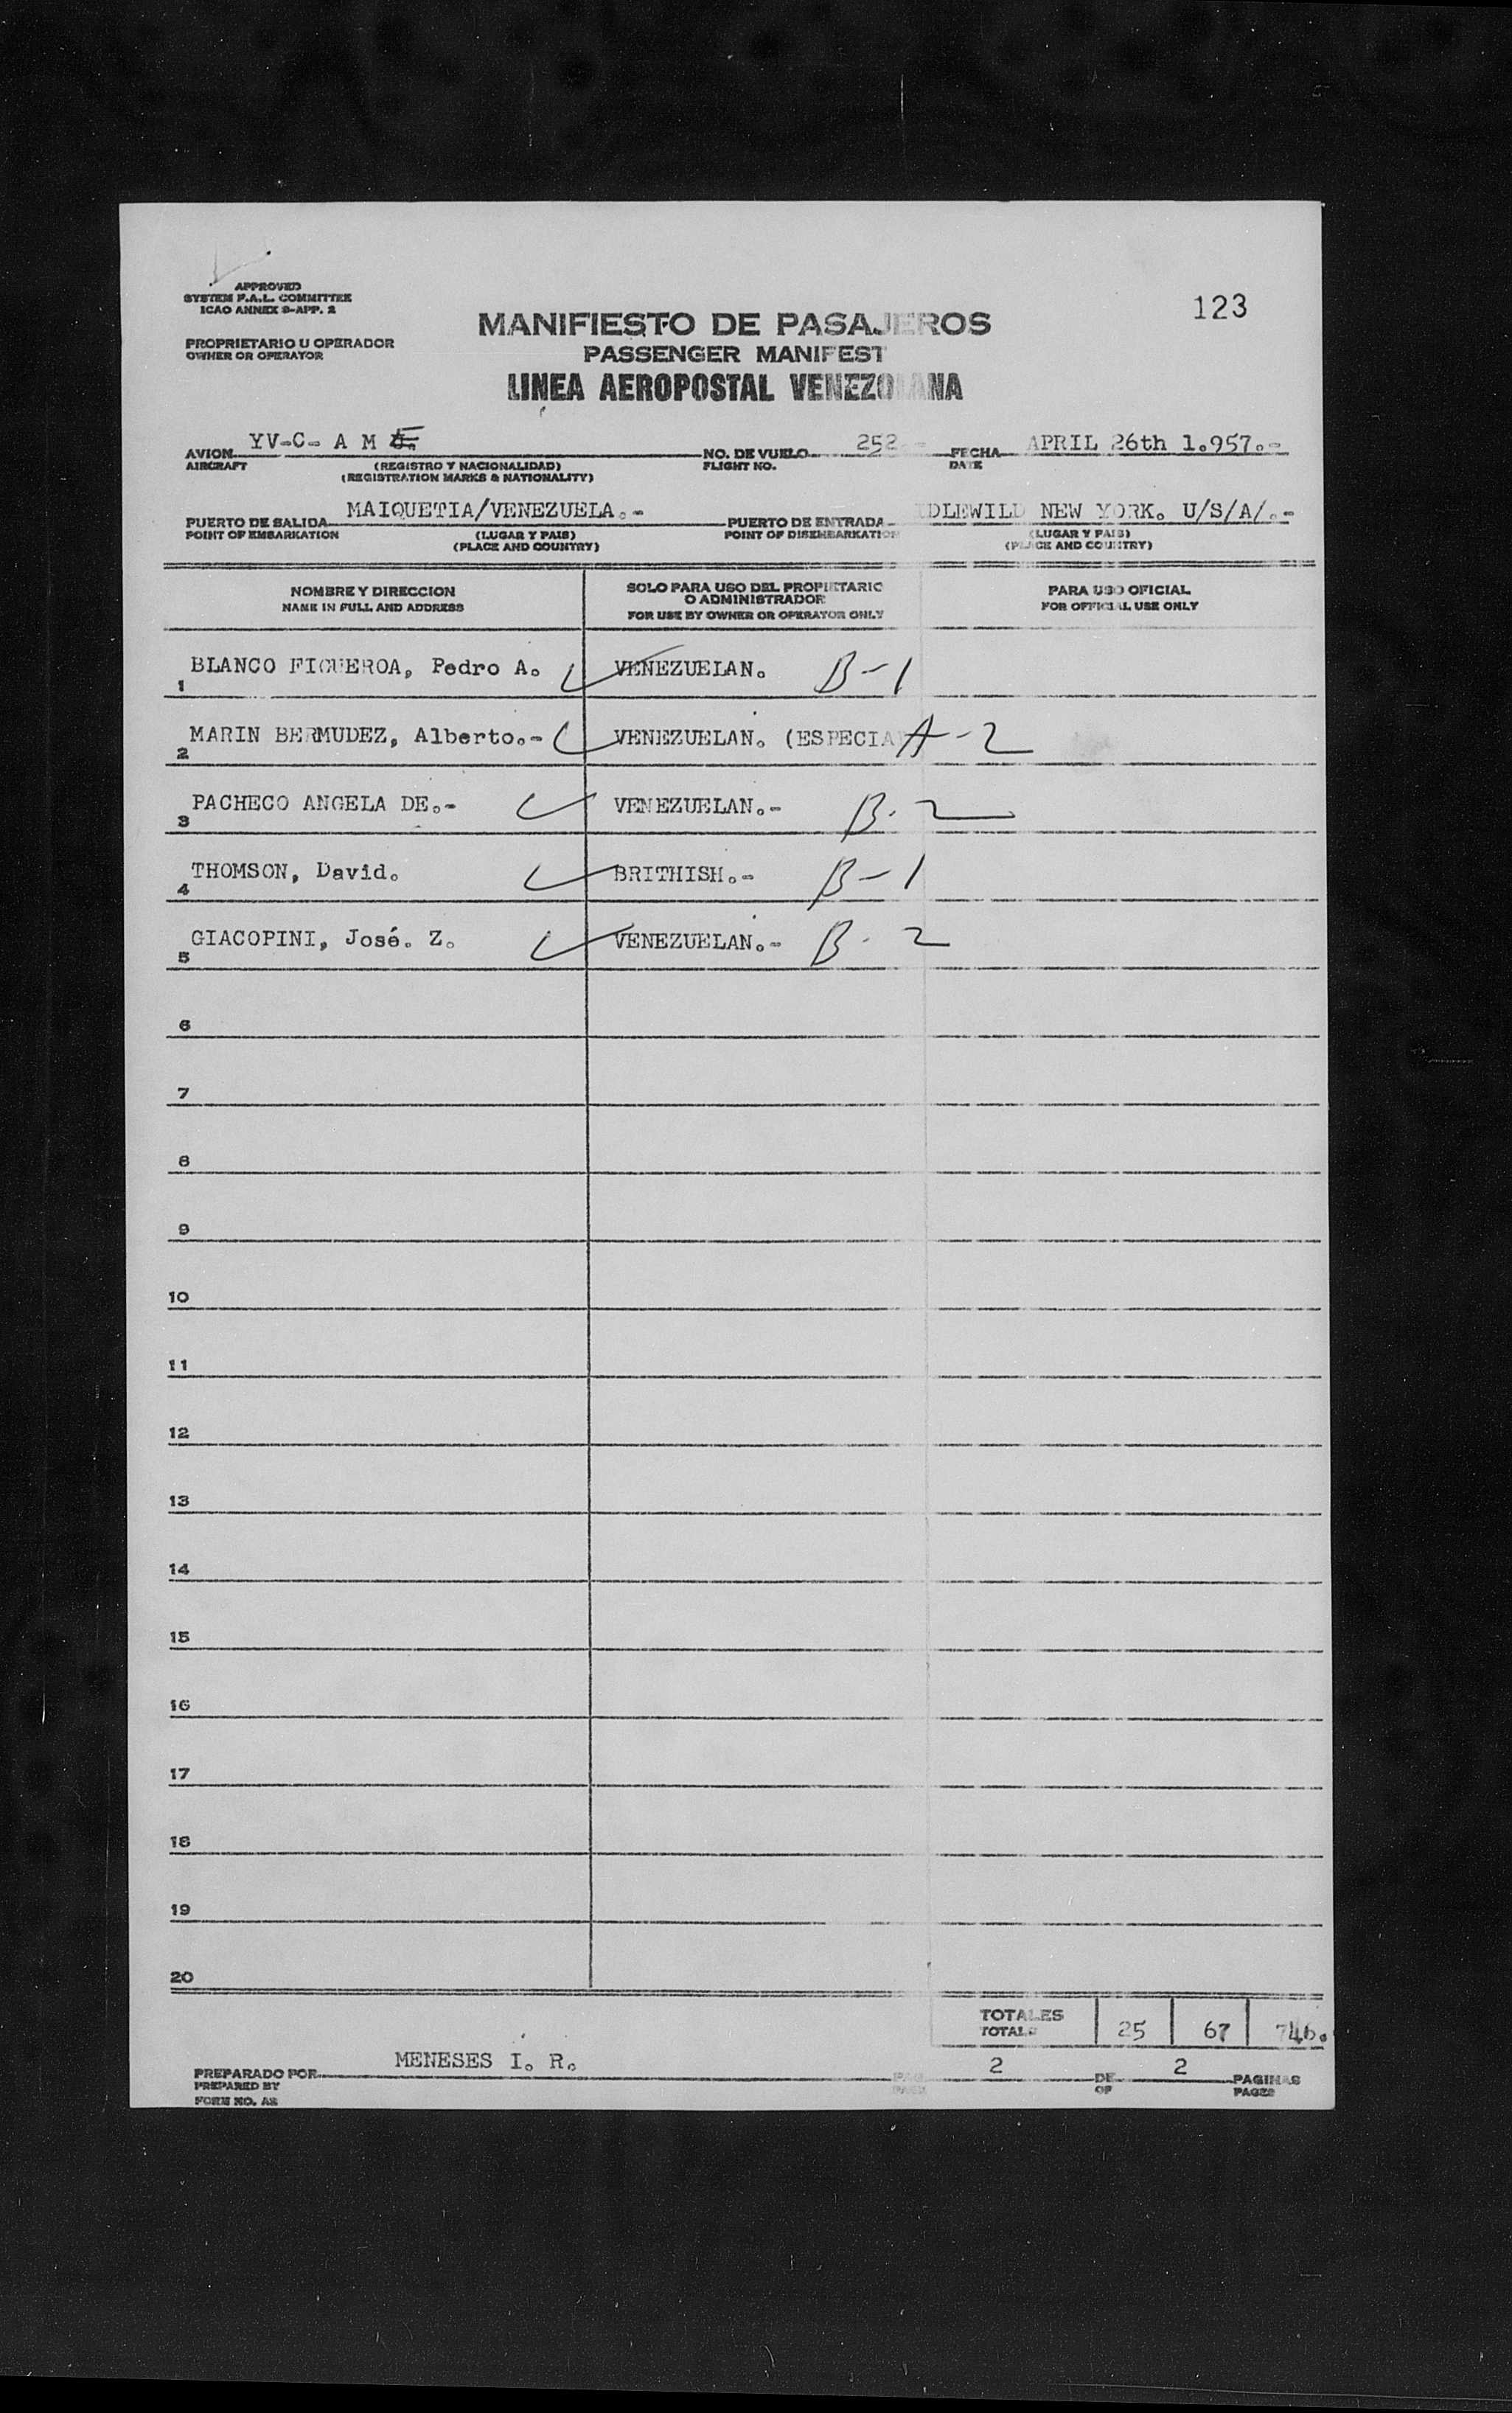 APPROVED
SYSTEM F.A.L. COMMITTEE
ICAO ANNEX 9-APP. 2
123
MANIFIESTO DE PASAJEROS
PROPRIETARIO U OPERADOR
OWNER OR OPERATOR
PASSENGER MANIFEST
LINEA AEROPOSTAL VENEZOLANA
AVION YV-C- A M NO. DE VUELO 252.- FECHA APRIL 26th 1.957.-
AIRCRAFT (REGISTRO Y NACIONALIDAD) FLIGHT NO. DATE
(REGISTRATION MARKS & NATIONALITY)
PUERTO DE SALIDA MAIQUETIA/VENEZUELA.- PUERTO DE ENTRADA IDLEWILD NEW YORK. U/S/A/.-
POINT OF EMBARKATION (LUGAR Y PAIS) POINT OF DISEMBARKATION (LUGAR Y PAIS)
(PLACE AND COUNTRY) (PLACE AND COUNTRY)
NOMBRE Y DIRECCION SOLO PARA USO DEL PROPIETARIO PARA USO OFICIAL
O ADMINISTRADOR
NAME IN FULL AND ADDRESS FOR USE BY OWNER OR OPERATOR ONLY FOR OFFICIAL USE ONLY
1 BLANCO FIGUEROA, Pedro A. VENEZUELAN. B-1
2 MARIN BERMUDEZ, Alberto.- VENEZUELAN. (ESPECIA A-2
3 PACHECO ANGELA DE.- VENEZUELAN.- B-2
4 THOMSON, David. BRITHISH.- B-1
5 GIACOPINI, José. Z. VENEZUELAN.- B-2
6
7
8
9
10
11
12
13
14
15
16
17
18
19
20
TOTALES
TOTALS 25 67 746.
PREPARADO POR MENESES I. R. PAG. 2 DE 2 PAGINAS
PREPARED BY PAGE OF PAGES
FORM NO. A2